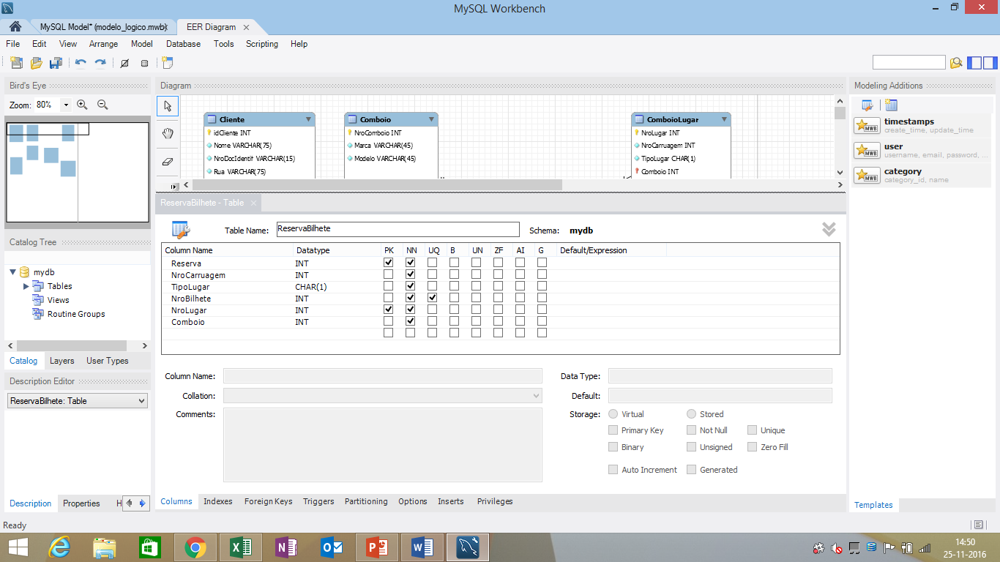 MySQL Workbench
MySQL Model* (modelo_logico.mwb)
EER Diagram
File Edit View Arrange Model Database Tools Scripting Help
Bird's Eye
Zoom: 80%
Diagram
Cliente
idCliente INT
Nome VARCHAR(75)
NroDocIdentif VARCHAR(15)
Rua VARCHAR(75)
Comboio
NroComboio INT
Marca VARCHAR(45)
Modelo VARCHAR(45)
ComboioLugar
NroLugar INT
NroCarruagem INT
TipoLugar CHAR(1)
Comboio INT
Modeling Additions
timestamps
create_time, update_time
user
username, email, password, ...
category
category_id, name
MWB
MWB
MWB
Templates
Catalog Tree
mydb
Tables
Views
Routine Groups
Catalog Layers User Types
Description Editor
ReservaBilhete: Table
Description Properties H
ReservaBilhete - Table
Table Name: ReservaBilhete Schema: mydb
Column Name Datatype PK NN UQ B UN ZF AI G Default/Expression
Reserva INT
NroCarruagem INT
TipoLugar CHAR(1)
NroBilhete INT
NroLugar INT
Comboio INT
Column Name: Data Type:
Collation: Default:
Comments: Storage: Virtual Stored
Primary Key Not Null Unique
Binary Unsigned Zero Fill
Auto Increment Generated
Columns Indexes Foreign Keys Triggers Partitioning Options Inserts Privileges
Ready
14:50
25-11-2016